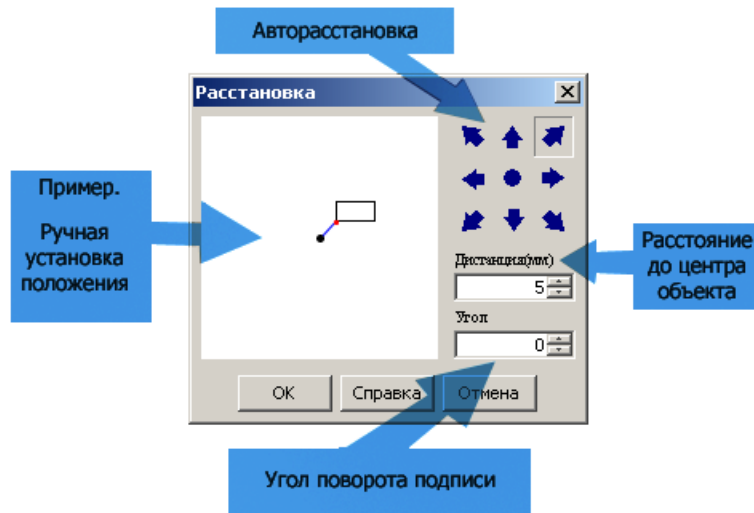 Авторасстановка
Расстановка
Пример.
Ручная
установка
положения
Дистанция(мм)
5
Расстояние
до центра
объекта
Угол
0
ОК
Справка
Отмена
Угол поворота подписи